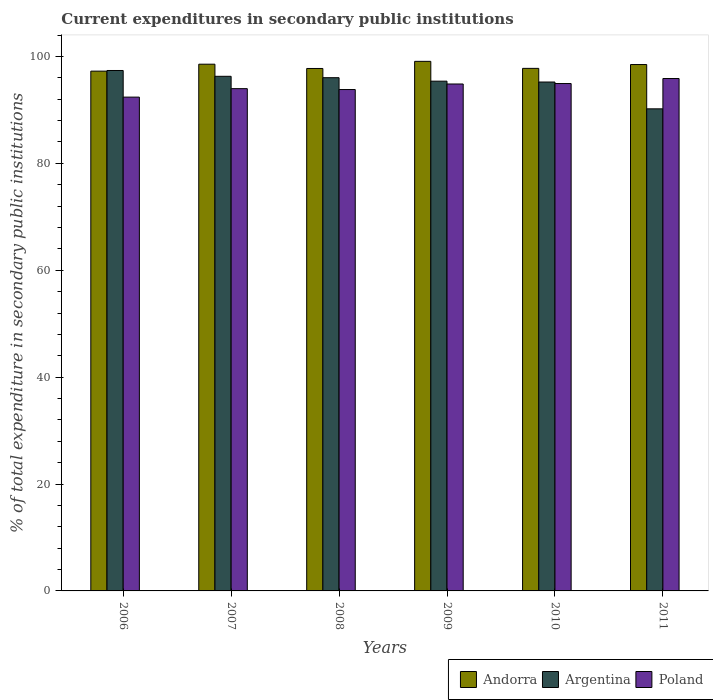 Current expenditures in secondary public institutions
% of total expenditure in secondary public institutions
100
80
60
40
20
0
2006
2007
2008
2009
2010
2011
Years
Andorra
Argentina
Poland